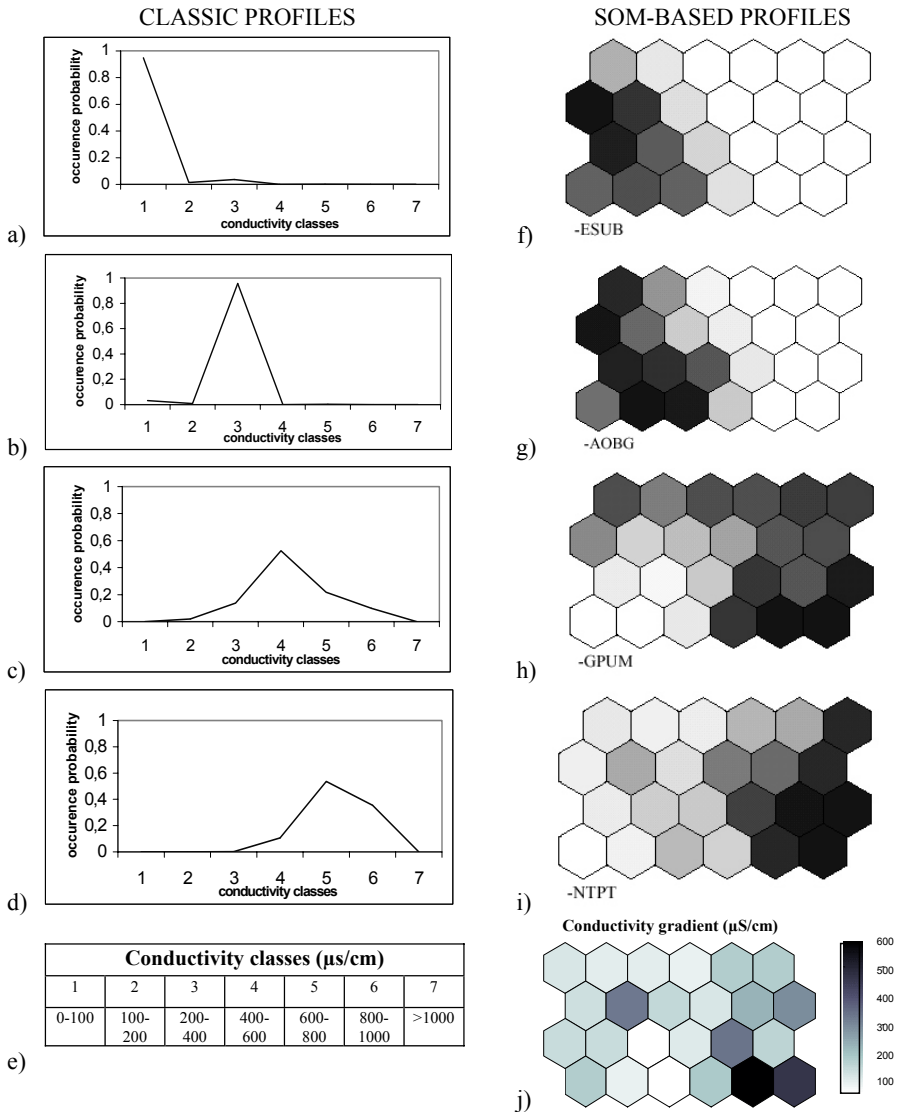 CLASSIC PROFILES
SOM-BASED PROFILES
occurence probability
1
0.8
0.6
0.4
0.2
0
1 2 3 4 5 6 7
conductivity classes
a)
f)
-ESUB
occurence probability
1
0,8
0,6
0,4
0,2
0
1 2 3 4 5 6 7
conductivity classes
b)
g)
-AOBG
occurence probability
1
0,8
0,6
0,4
0,2
0
1 2 3 4 5 6 7
conductivity classes
c)
h)
-GPUM
occurence probability
1
0,8
0,6
0,4
0,2
0
1 2 3 4 5 6 7
conductivity classes
d)
i)
-NTPT
Conductivity classes (µs/cm)
1 2 3 4 5 6 7
0-100 100-200 200-400 400-600 600-800 800-1000 >1000
e)
Conductivity gradient (µS/cm)
600
500
400
300
200
100
j)